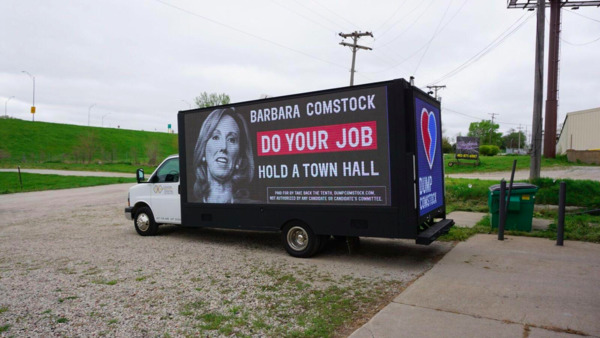 BARBARA COMSTOCK
DO YOUR JOB
HOLD A TOWN HALL
PAID FOR BY TAKE BACK THE TENTH, DUMPCOMSTOCK.COM.
NOT AUTHORIZED BY ANY CANDIDATE OR CANDIDATE'S COMMITTEE.
DUMP
COMSTOCK